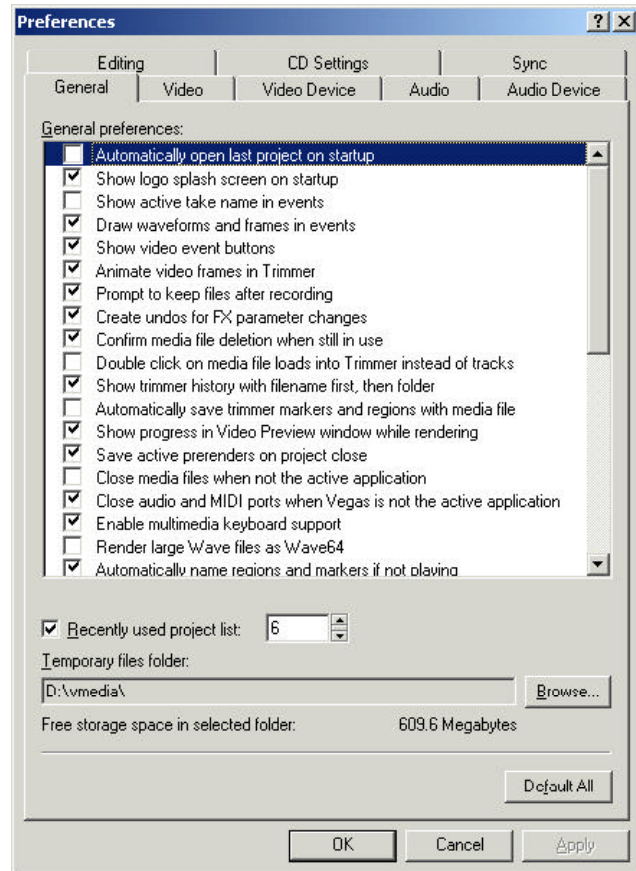 Preferences
Editing CD Settings Sync
General Video Video Device Audio Audio Device
General preferences:
Automatically open last project on startup
Show logo splash screen on startup
Show active take name in events
Draw waveforms and frames in events
Show video event buttons
Animate video frames in Trimmer
Prompt to keep files after recording
Create undos for FX parameter changes
Confirm media file deletion when still in use
Double click on media file loads into Trimmer instead of tracks
Show trimmer history with filename first, then folder
Automatically save trimmer markers and regions with media file
Show progress in Video Preview window while rendering
Save active prerenders on project close
Close media files when not the active application
Close audio and MIDI ports when Vegas is not the active application
Enable multimedia keyboard support
Render large Wave files as Wave64
Automatically name regions and markers if not playing
Recently used project list: 6
Temporary files folder:
D:\vmedia\ Browse...
Free storage space in selected folder: 609.6 Megabytes
Default All
OK Cancel Apply